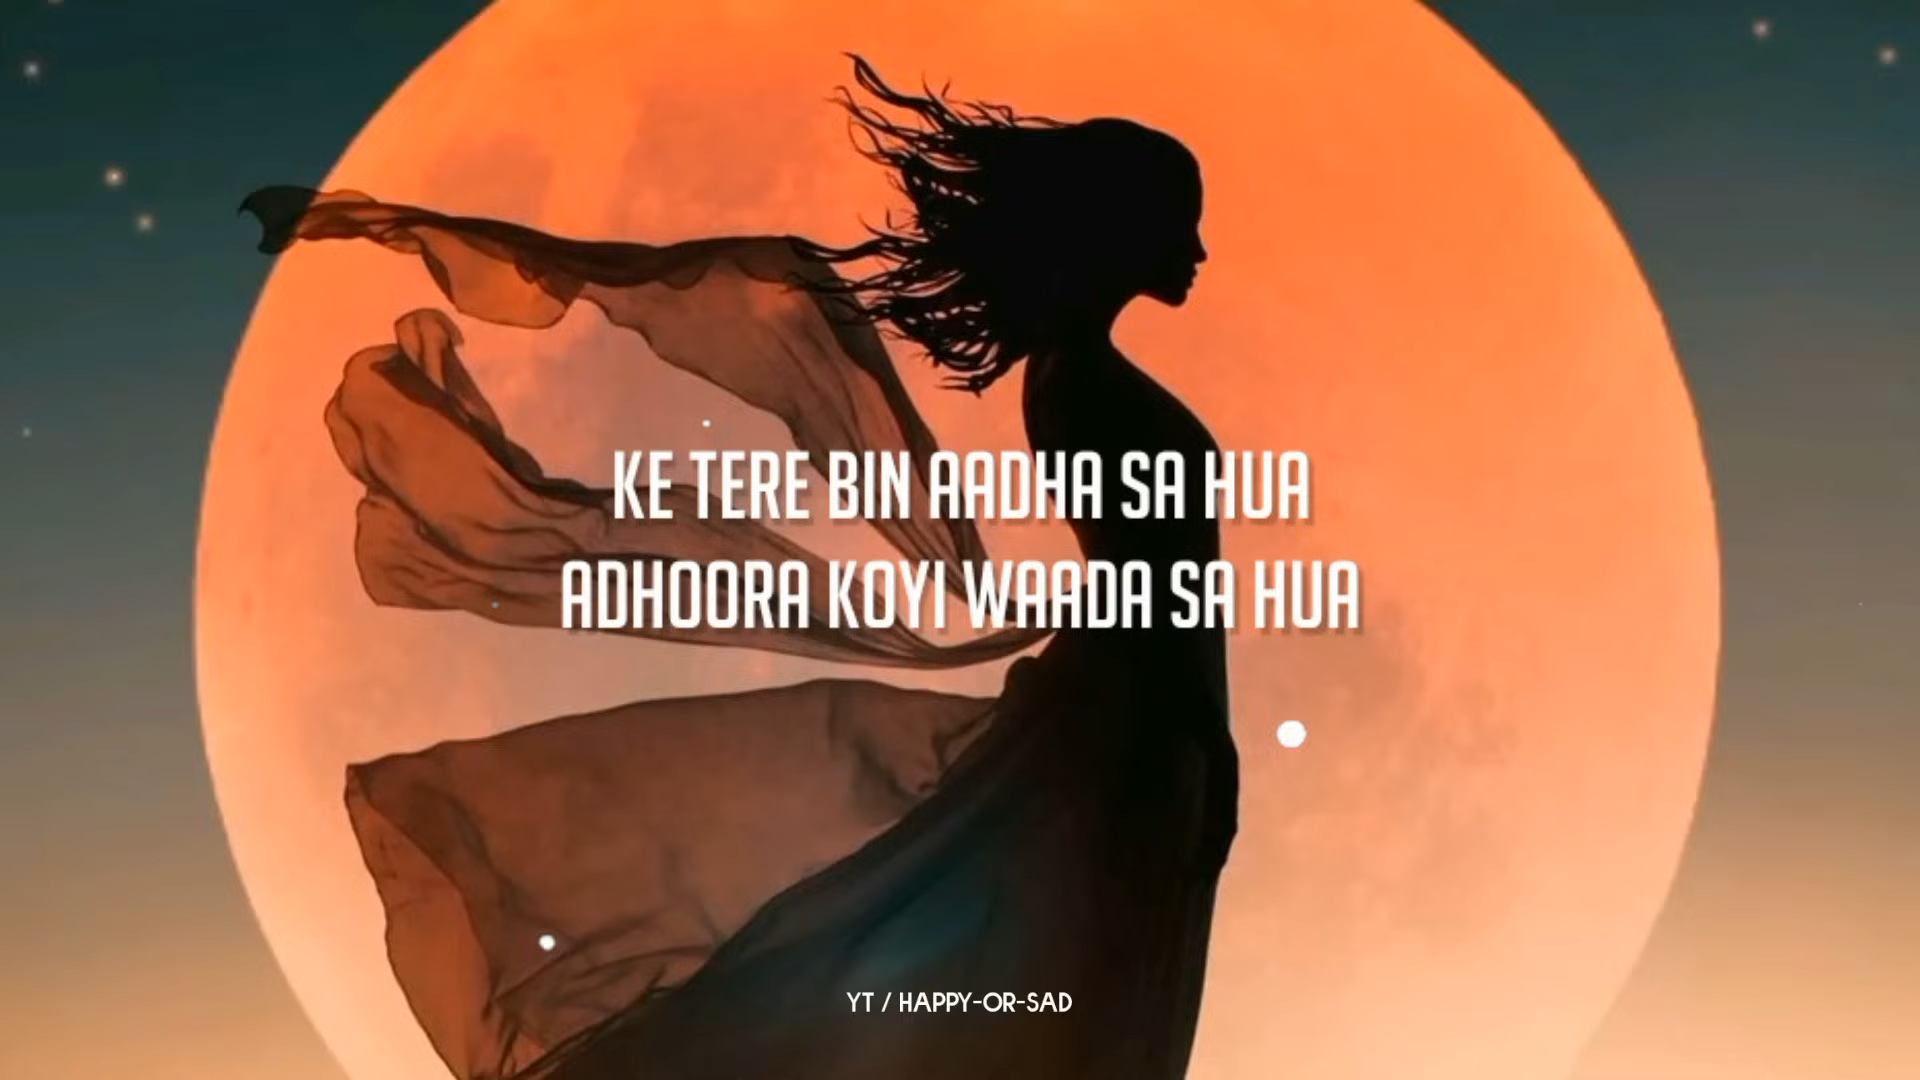 KE TERE BIN AADHA SA HUA
ADHOORA KOYI WAADA SA HUA
YT / HAPPY-OR-SAD